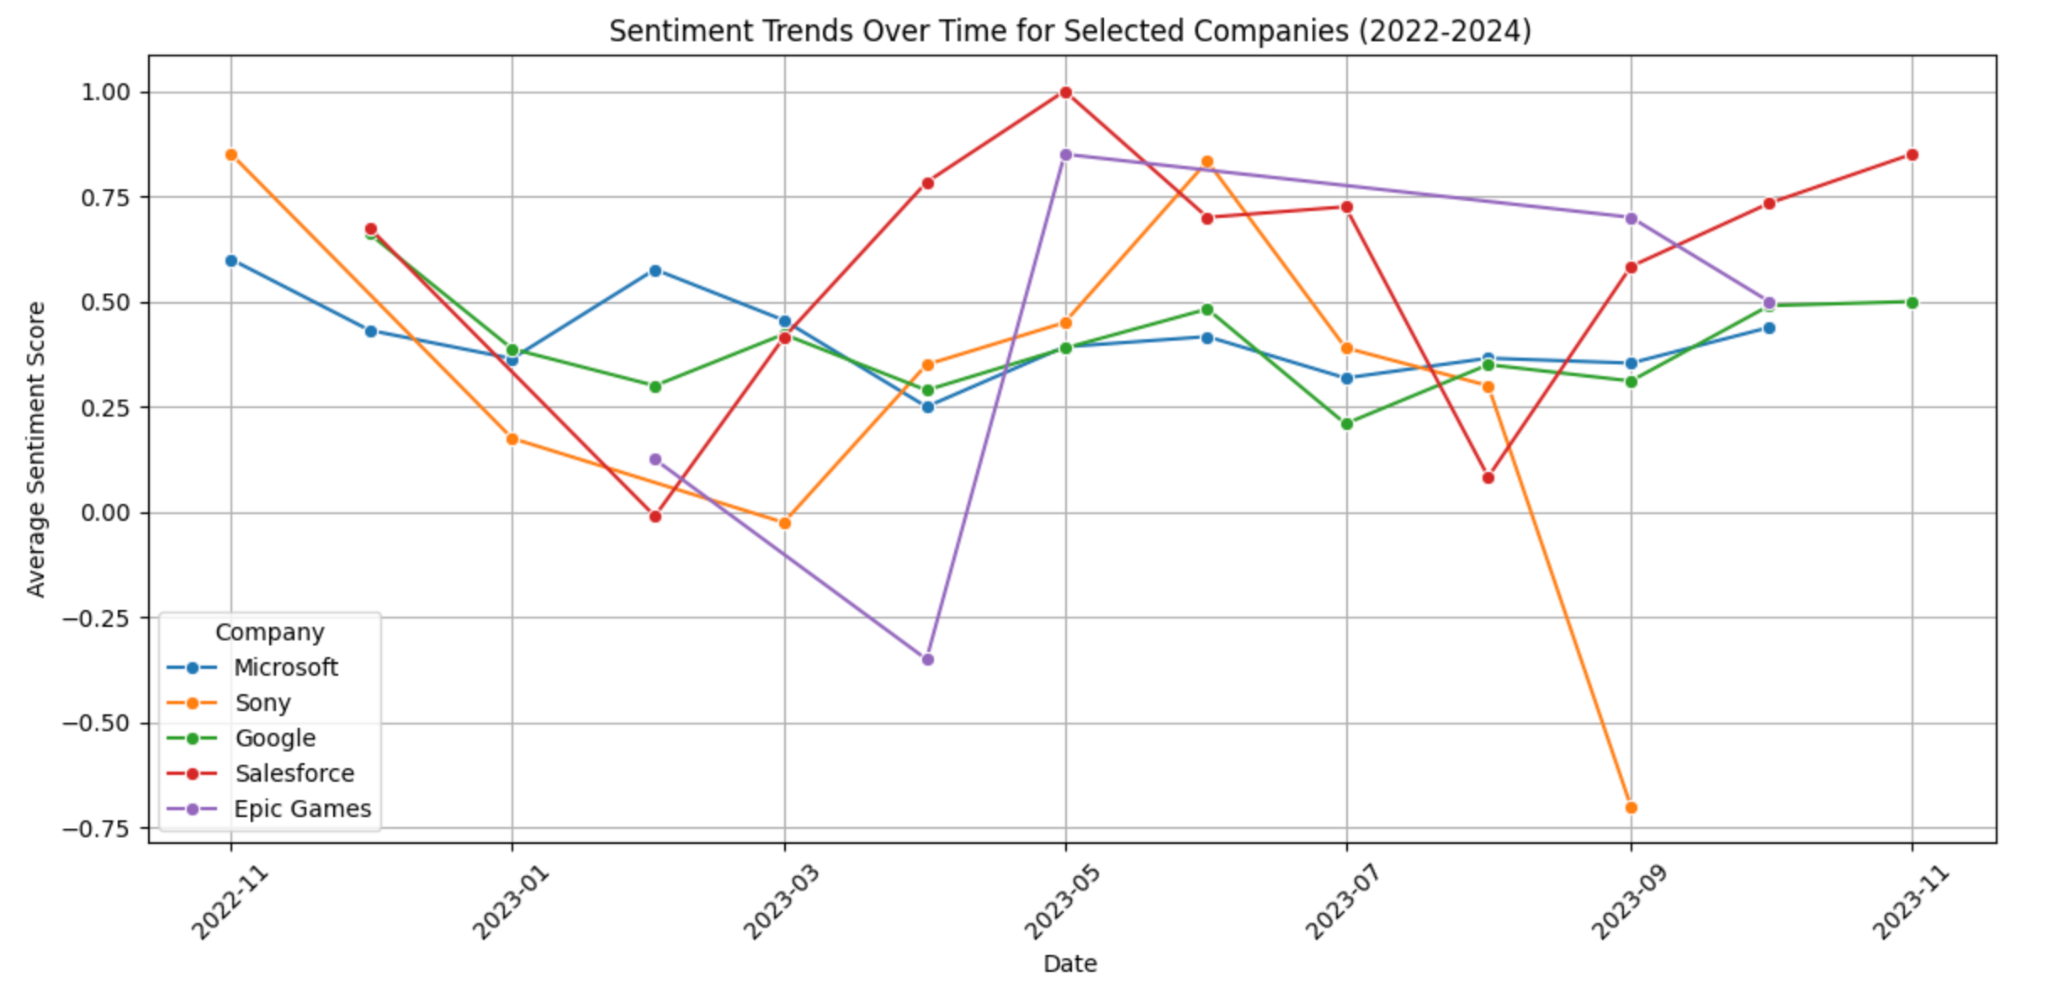 Sentiment Trends Over Time for Selected Companies (2022-2024)
Average Sentiment Score
1.00
0.75
0.50
0.25
0.00
−0.25
−0.50
−0.75
Company
Microsoft
Sony
Google
Salesforce
Epic Games
2022-11
2023-01
2023-03
2023-05
2023-07
2023-09
2023-11
Date